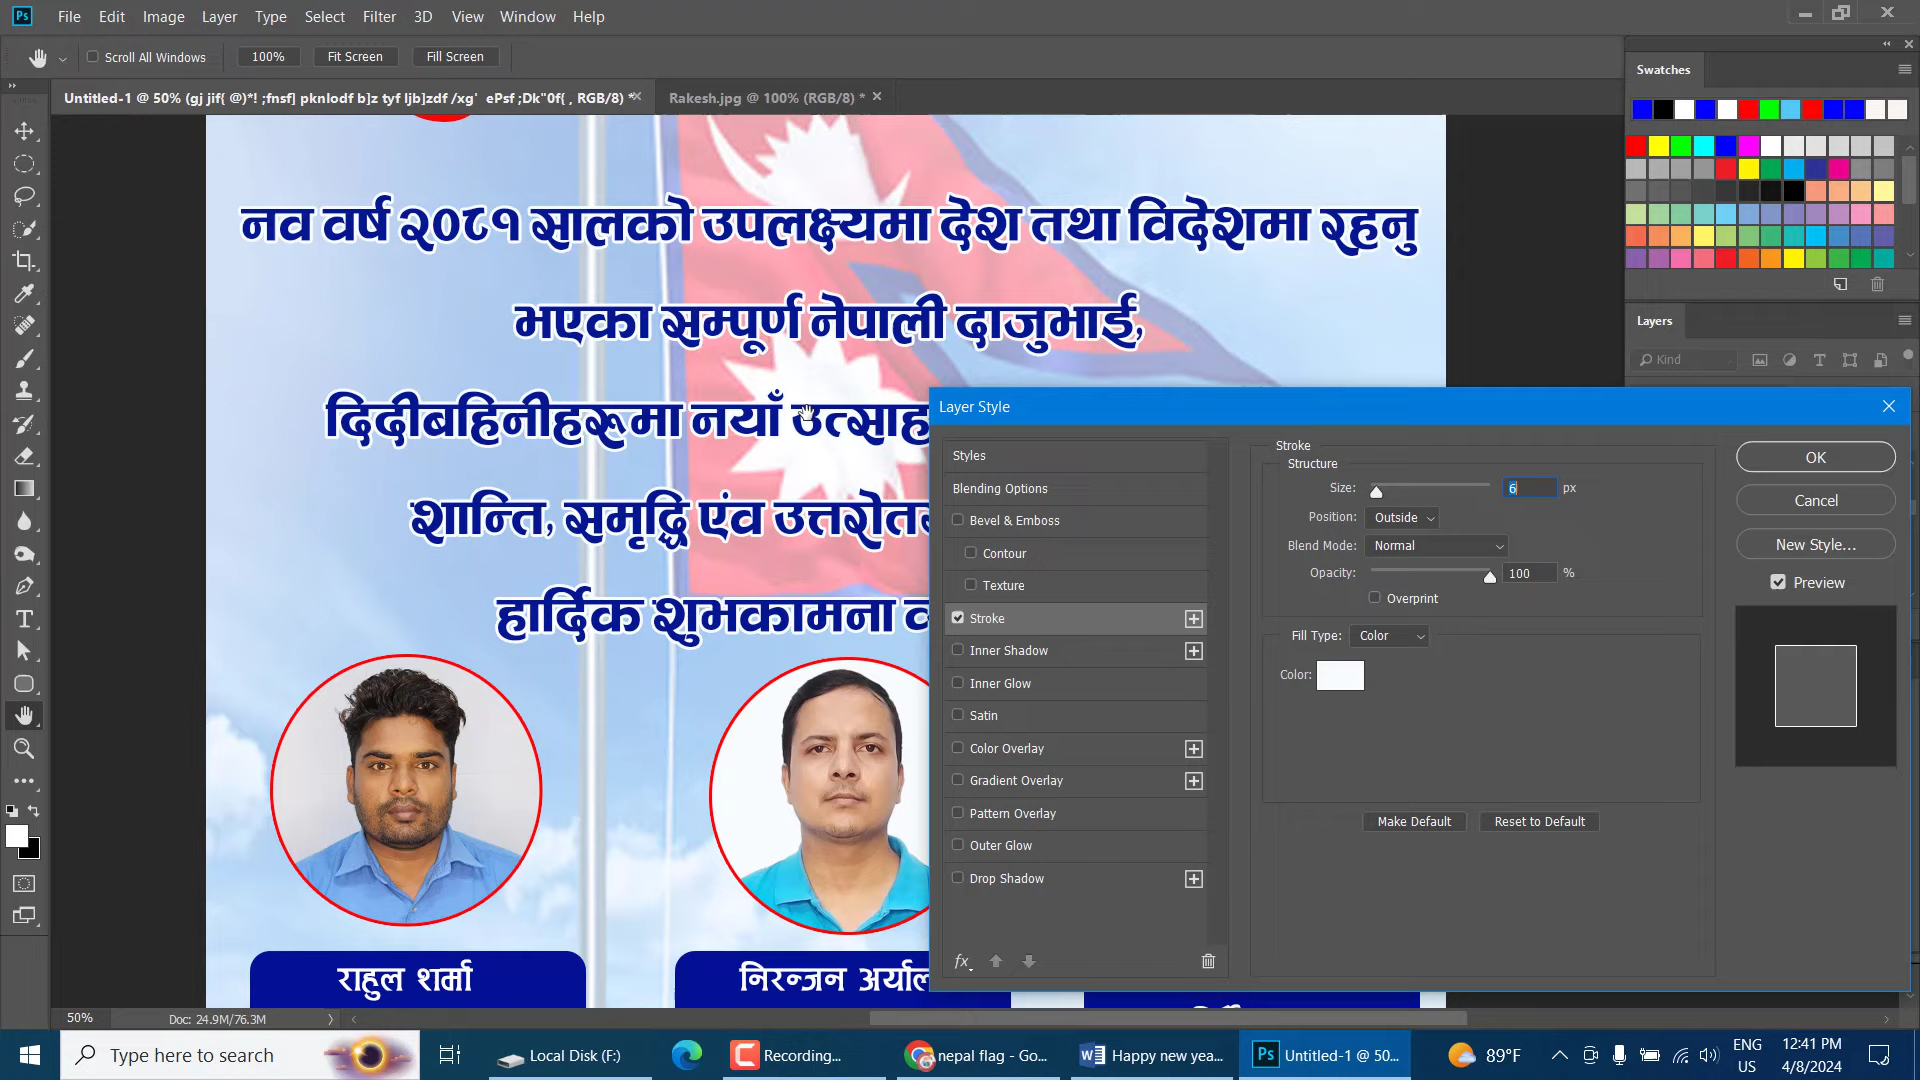 File Edit Image Layer Type Select Filter 3D View Window Help
Scroll All Windows 100% Fit Screen Fill Screen
Untitled-1 @ 50% (gj jif{ @)*! ;fnsf] pknIodf b]z tyf ljb]zdf /xg' ePsf ;Dk"0f{ , RGB/8) *
Rakesh.jpg @ 100% (RGB/8) *
Swatches
Layers
Kind
नव वर्ष २०८१ सालको उपलक्ष्यमा देश तथा विदेशमा रहनु
भएका सम्पूर्ण नेपाली दाजुभाई,
दिदीबहिनीहरूमा नयाँ उत्साह
शान्ति, समृद्धि एंव
हार्दिक शुभकामना
राहुल शर्मा
निरन्जन अर्याल
Layer Style
Styles
Blending Options
Bevel & Emboss
Contour
Texture
Stroke
Inner Shadow
Inner Glow
Satin
Color Overlay
Gradient Overlay
Pattern Overlay
Outer Glow
Drop Shadow
fx
Stroke
Structure
Size: 6 px
Position: Outside
Blend Mode: Normal
Opacity: 100 %
Overprint
Fill Type: Color
Color:
Make Default Reset to Default
OK
Cancel
New Style...
Preview
50% Doc: 24.9M/76.3M
Type here to search
Local Disk (F:)
Recording...
nepal flag - Go...
Happy new yea...
Untitled-1 @ 50...
89°F
ENG
US
12:41 PM
4/8/2024